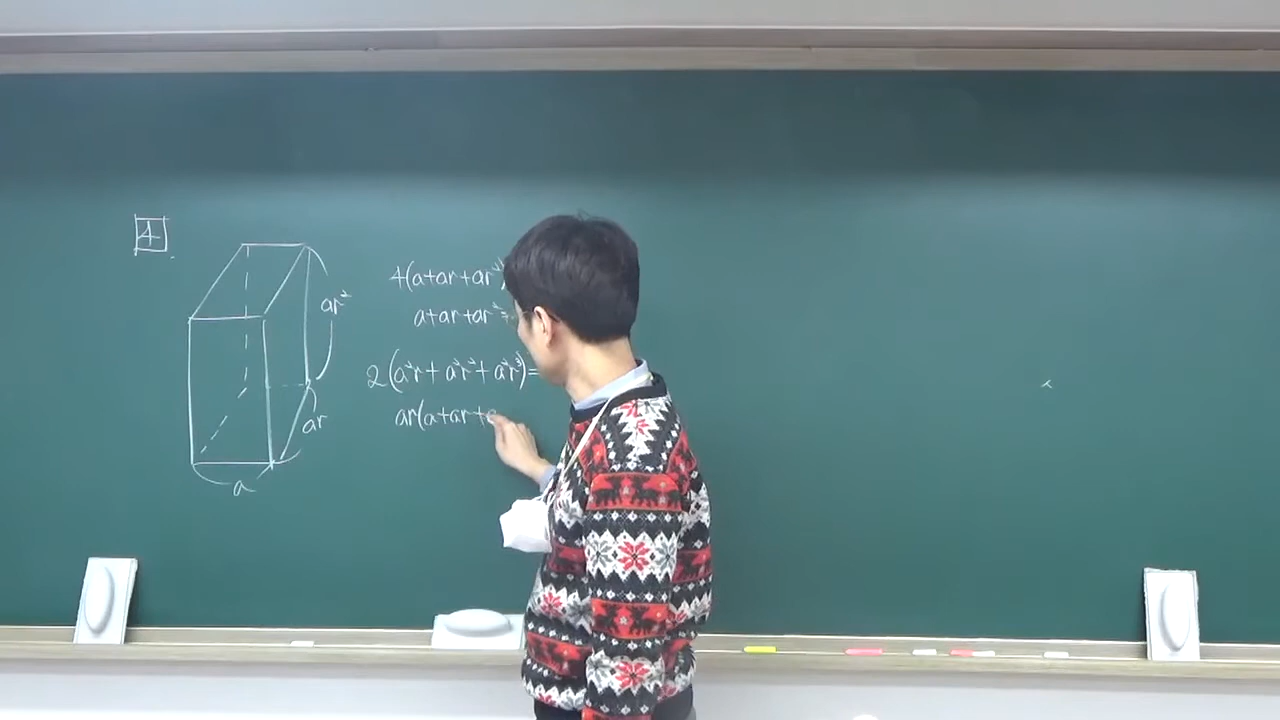 4
ar²
ar
a
4(a+ar+ar²)
a+ar+ar²=
2(a²r+a²r²+a²r³)=
ar(a+ar+